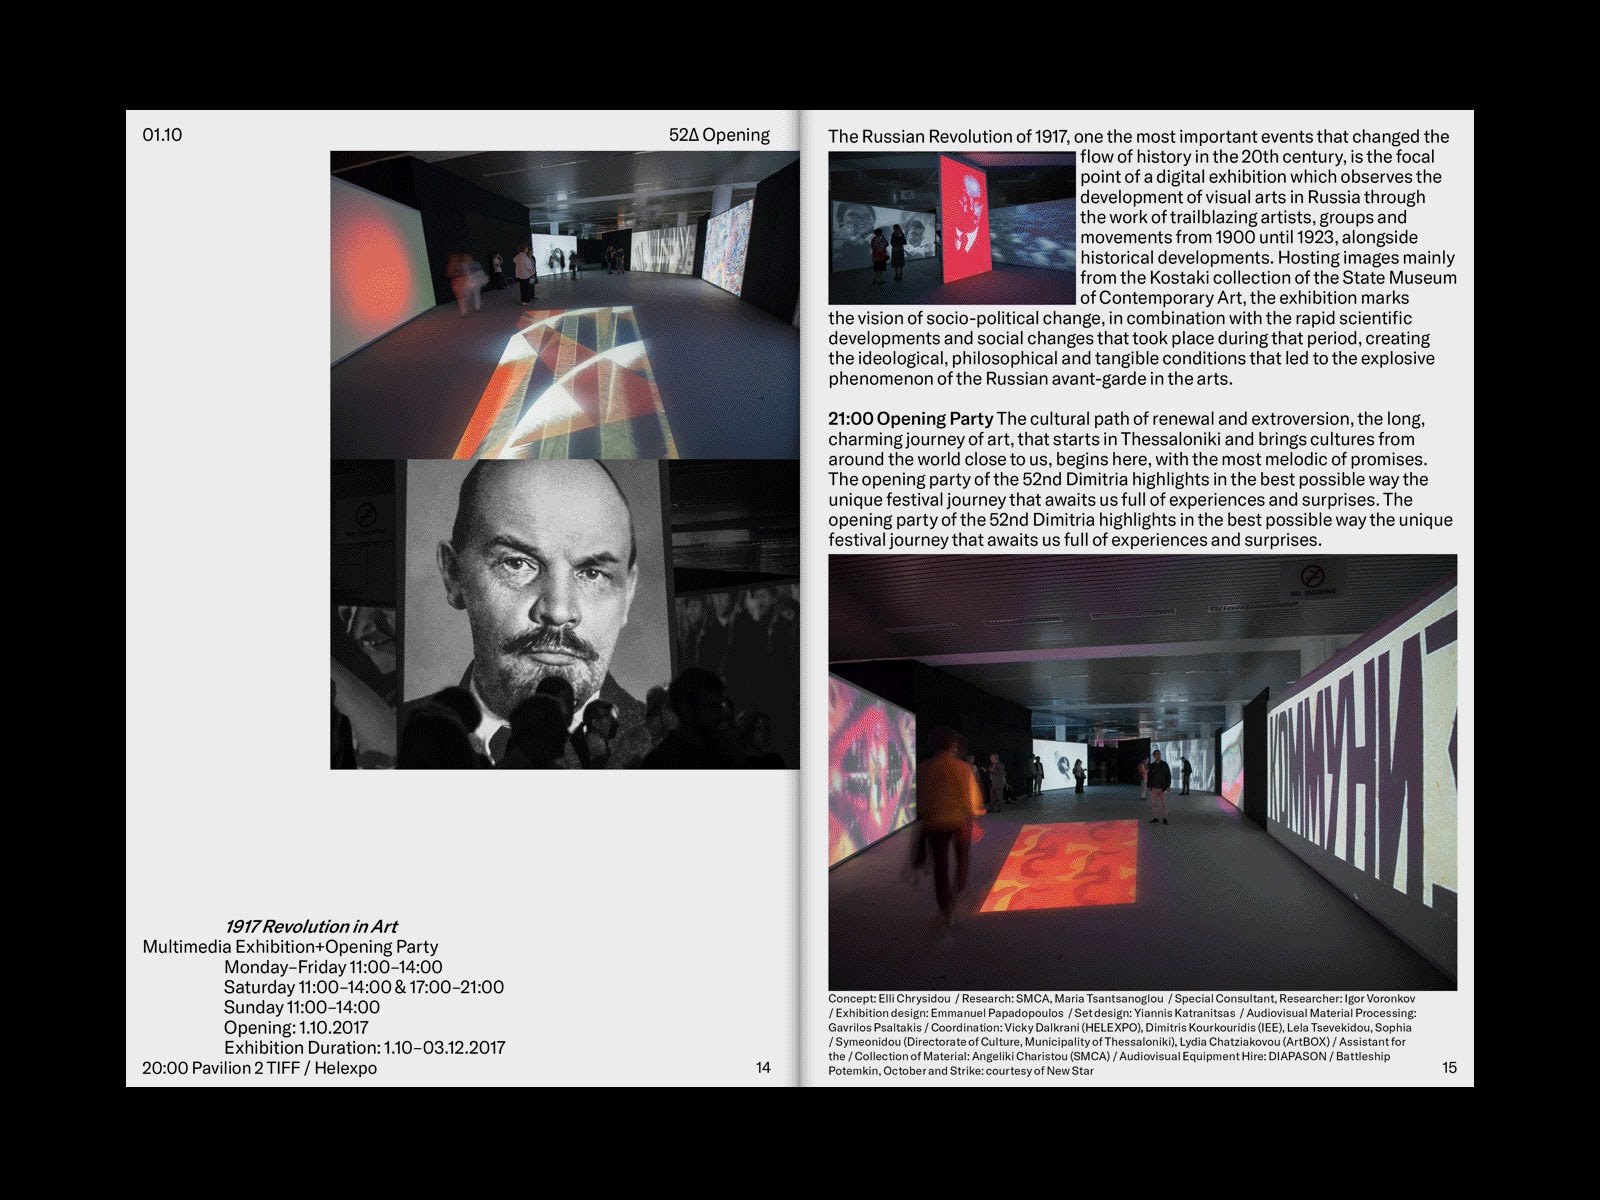 01.10
52Δ Opening
1917 Revolution in Art
Multimedia Exhibition+Opening Party
Monday–Friday 11:00–14:00
Saturday 11:00–14:00 & 17:00–21:00
Sunday 11:00–14:00
Opening: 1.10.2017
Exhibition Duration: 1.10–03.12.2017
20:00 Pavilion 2 TIFF / Helexpo
14
The Russian Revolution of 1917, one the most important events that changed the
flow of history in the 20th century, is the focal
point of a digital exhibition which observes the
development of visual arts in Russia through
the work of trailblazing artists, groups and
movements from 1900 until 1923, alongside
historical developments. Hosting images mainly
from the Kostaki collection of the State Museum
of Contemporary Art, the exhibition marks
the vision of socio-political change, in combination with the rapid scientific
developments and social changes that took place during that period, creating
the ideological, philosophical and tangible conditions that led to the explosive
phenomenon of the Russian avant-garde in the arts.
21:00 Opening Party The cultural path of renewal and extroversion, the long,
charming journey of art, that starts in Thessaloniki and brings cultures from
around the world close to us, begins here, with the most melodic of promises.
The opening party of the 52nd Dimitria highlights in the best possible way the
unique festival journey that awaits us full of experiences and surprises. The
opening party of the 52nd Dimitria highlights in the best possible way the unique
festival journey that awaits us full of experiences and surprises.
NO SMOKING
КОММУНИ
Concept: Elli Chrysidou / Research: SMCA, Maria Tsantsanoglou / Special Consultant, Researcher: Igor Voronkov
/ Exhibition design: Emmanuel Papadopoulos / Set design: Yiannis Katranitsas / Audiovisual Material Processing:
Gavrilos Psaltakis / Coordination: Vicky Dalkrani (HELEXPO), Dimitris Kourkouridis (IEE), Lela Tsevekidou, Sophia
/ Symeonidou (Directorate of Culture, Municipality of Thessaloniki), Lydia Chatziakovou (ArtBOX) / Assistant for
the / Collection of Material: Angeliki Charistou (SMCA) / Audiovisual Equipment Hire: DIAPASON / Battleship
Potemkin, October and Strike: courtesy of New Star
15